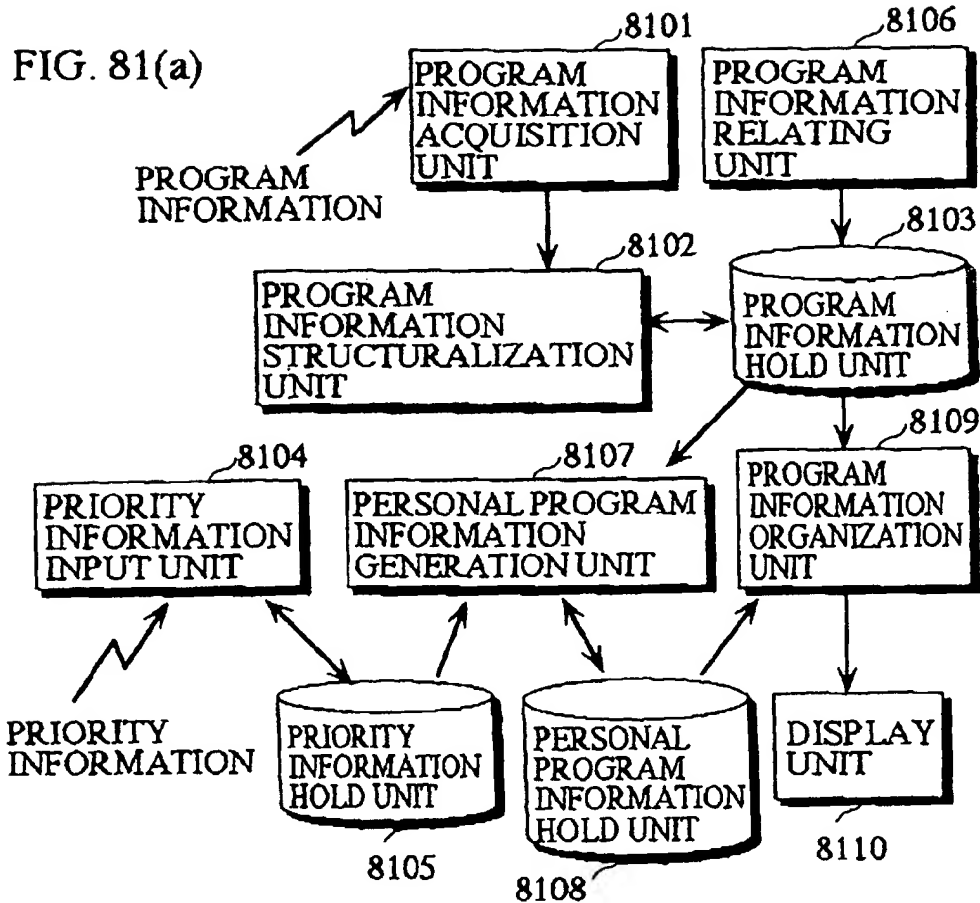 FIG. 81(a)
8101
PROGRAM
INFORMATION
ACQUISITION
UNIT
8106
PROGRAM
INFORMATION
RELATING
UNIT
PROGRAM
INFORMATION
8102
PROGRAM
INFORMATION
STRUCTURALIZATION
UNIT
8103
PROGRAM
INFORMATION
HOLD UNIT
8104
PRIORITY
INFORMATION
INPUT UNIT
8107
PERSONAL PROGRAM
INFORMATION
GENERATION UNIT
8109
PROGRAM
INFORMATION
ORGANIZATION
UNIT
PRIORITY
INFORMATION
PRIORITY
INFORMATION
HOLD UNIT
8105
PERSONAL
PROGRAM
INFORMATION
HOLD UNIT
8108
DISPLAY
UNIT
8110